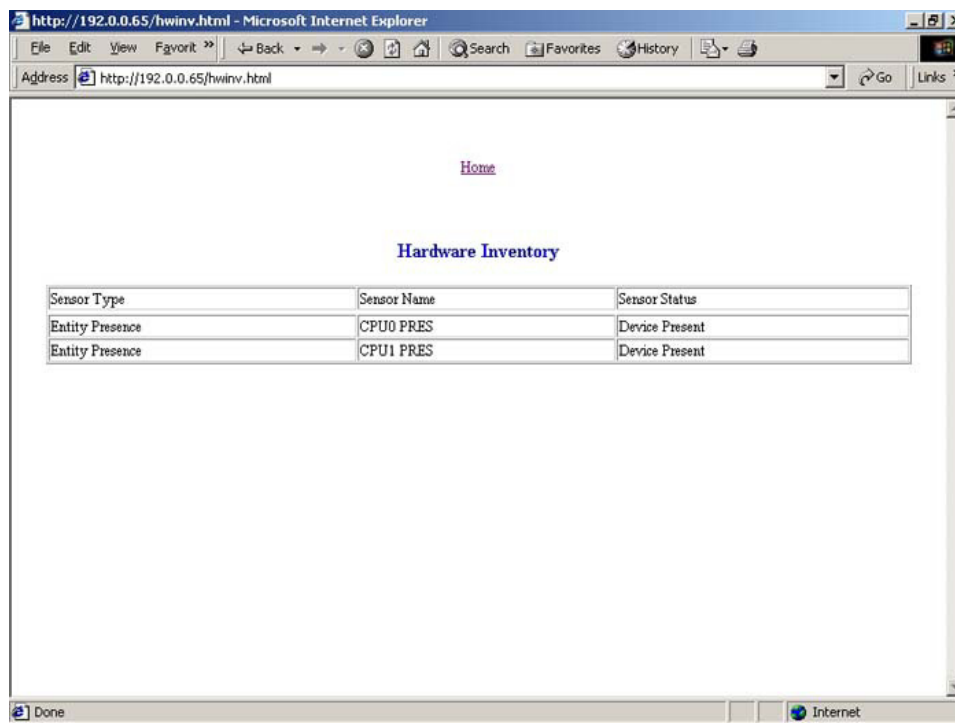 http://192.0.0.65/hwinv.html - Microsoft Internet Explorer
File Edit View Favorit » Back Search Favorites History
Address http://192.0.0.65/hwinv.html Go Links
Home
Hardware Inventory
Sensor Type Sensor Name Sensor Status
Entity Presence CPU0 PRES Device Present
Entity Presence CPU1 PRES Device Present
Done Internet